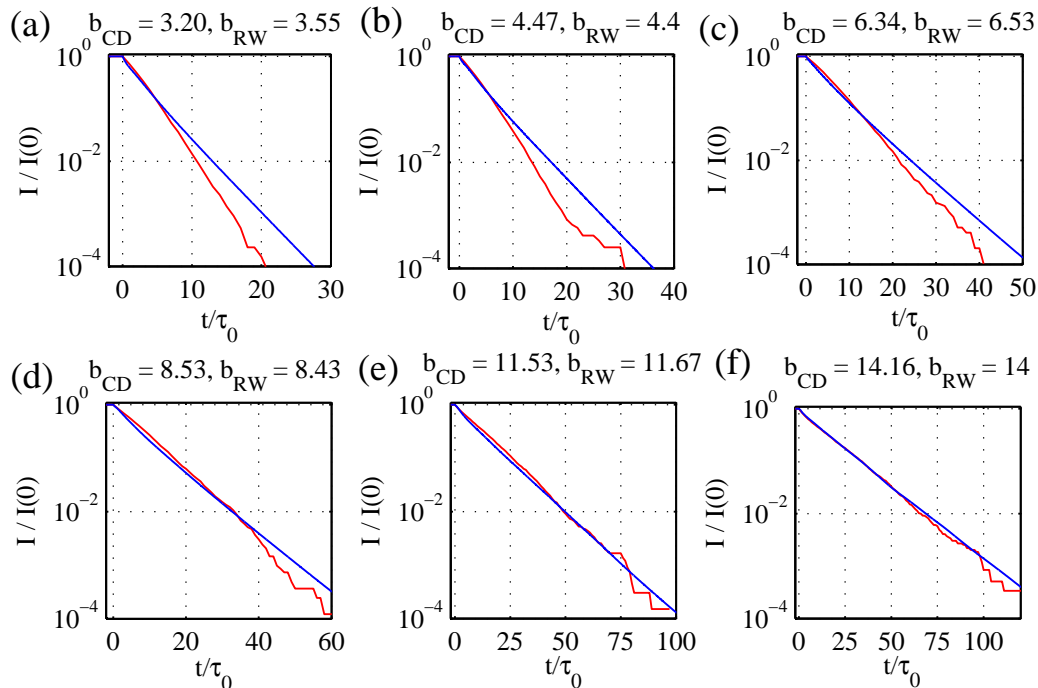 (a) b_CD = 3.20, b_RW = 3.55
10^0
10^−2
10^−4
I / I(0)
0 10 20 30
t/τ_0
(b) b_CD = 4.47, b_RW = 4.4
10^0
10^−2
10^−4
I / I(0)
0 10 20 30 40
t/τ_0
(c) b_CD = 6.34, b_RW = 6.53
10^0
10^−2
10^−4
I / I(0)
0 10 20 30 40 50
t/τ_0
(d) b_CD = 8.53, b_RW = 8.43
10^0
10^−2
10^−4
I / I(0)
0 20 40 60
t/τ_0
(e) b_CD = 11.53, b_RW = 11.67
10^0
10^−2
10^−4
I / I(0)
0 25 50 75 100
t/τ_0
(f) b_CD = 14.16, b_RW = 14
10^0
10^−2
10^−4
I / I(0)
0 25 50 75 100
t/τ_0